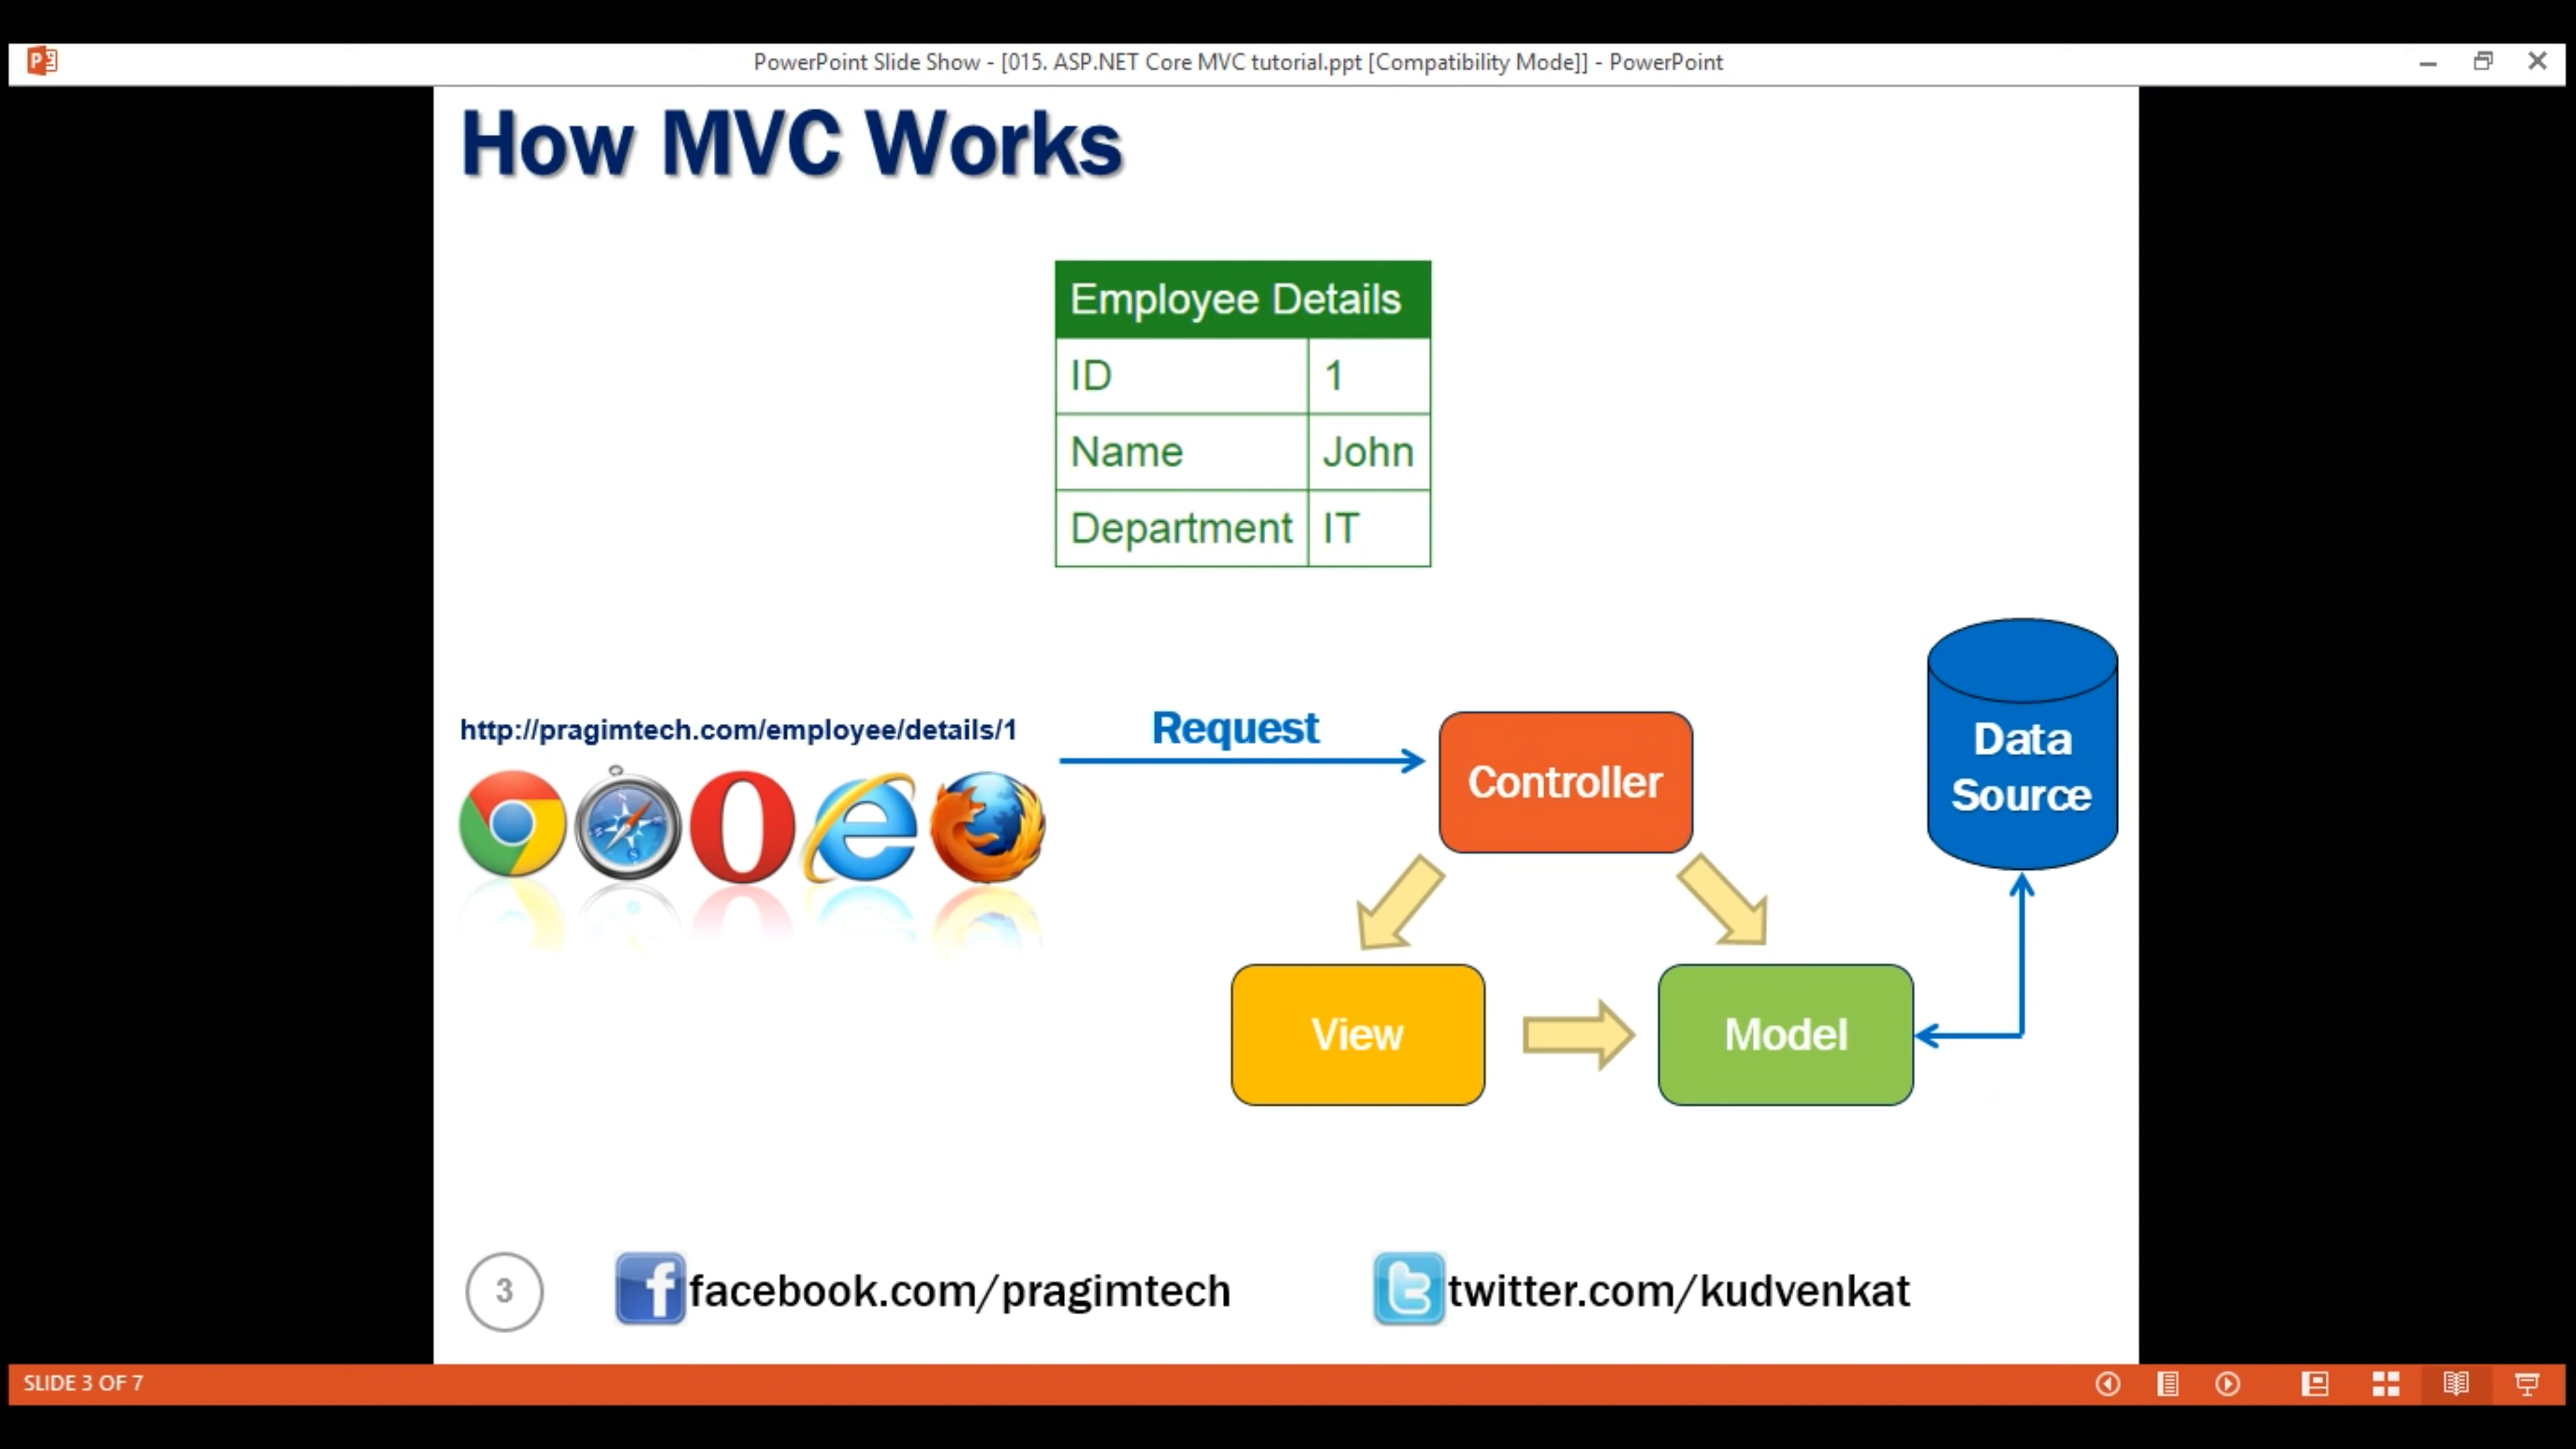 PowerPoint Slide Show - [015. ASP.NET Core MVC tutorial.ppt [Compatibility Mode]] - PowerPoint
How MVC Works
Employee Details
ID 1
Name John
Department IT
http://pragimtech.com/employee/details/1
Request
Controller
Data
Source
View
Model
3
facebook.com/pragimtech
twitter.com/kudvenkat
SLIDE 3 OF 7